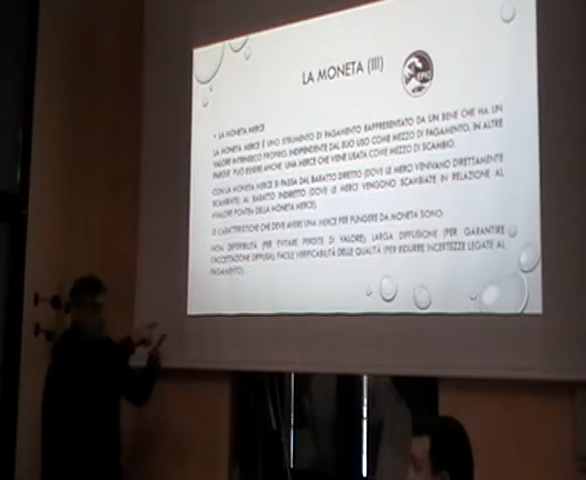 LA MONETA (III)
EPIC
• LA MONETA MERCE
LA MONETA MERCE È UNO STRUMENTO DI PAGAMENTO RAPPRESENTATO DA UN BENE CHE HA UN
VALORE INTRINSECO PROPRIO, INDIPENDENTE DAL SUO USO COME MEZZO DI PAGAMENTO, IN ALTRE
PAROLE PUÒ ESSERE ANCHE UNA MERCE CHE VIENE USATA COME MEZZO DI SCAMBIO.
CON LA MONETA MERCE SI PASSA DAL BARATTO DIRETTO (DOVE LE MERCI VENIVANO DIRETTAMENTE
SCAMBIATE) AL BARATTO INDIRETTO (DOVE LE MERCI VENGONO SCAMBIATE IN RELAZIONE AL
«VALORE PONTE» DELLA MONETA MERCE).
LE CARATTERISTICHE CHE DEVE AVERE UNA MERCE PER FUNGERE DA MONETA SONO:
NON DEPERIBILITÀ (PER EVITARE PERDITE DI VALORE); LARGA DIFFUSIONE (PER GARANTIRE
L'ACCETTAZIONE DIFFUSA); FACILE VERIFICABILITÀ DELLE QUALITÀ (PER RIDURRE INCERTEZZE LEGATE AL
PAGAMENTO).